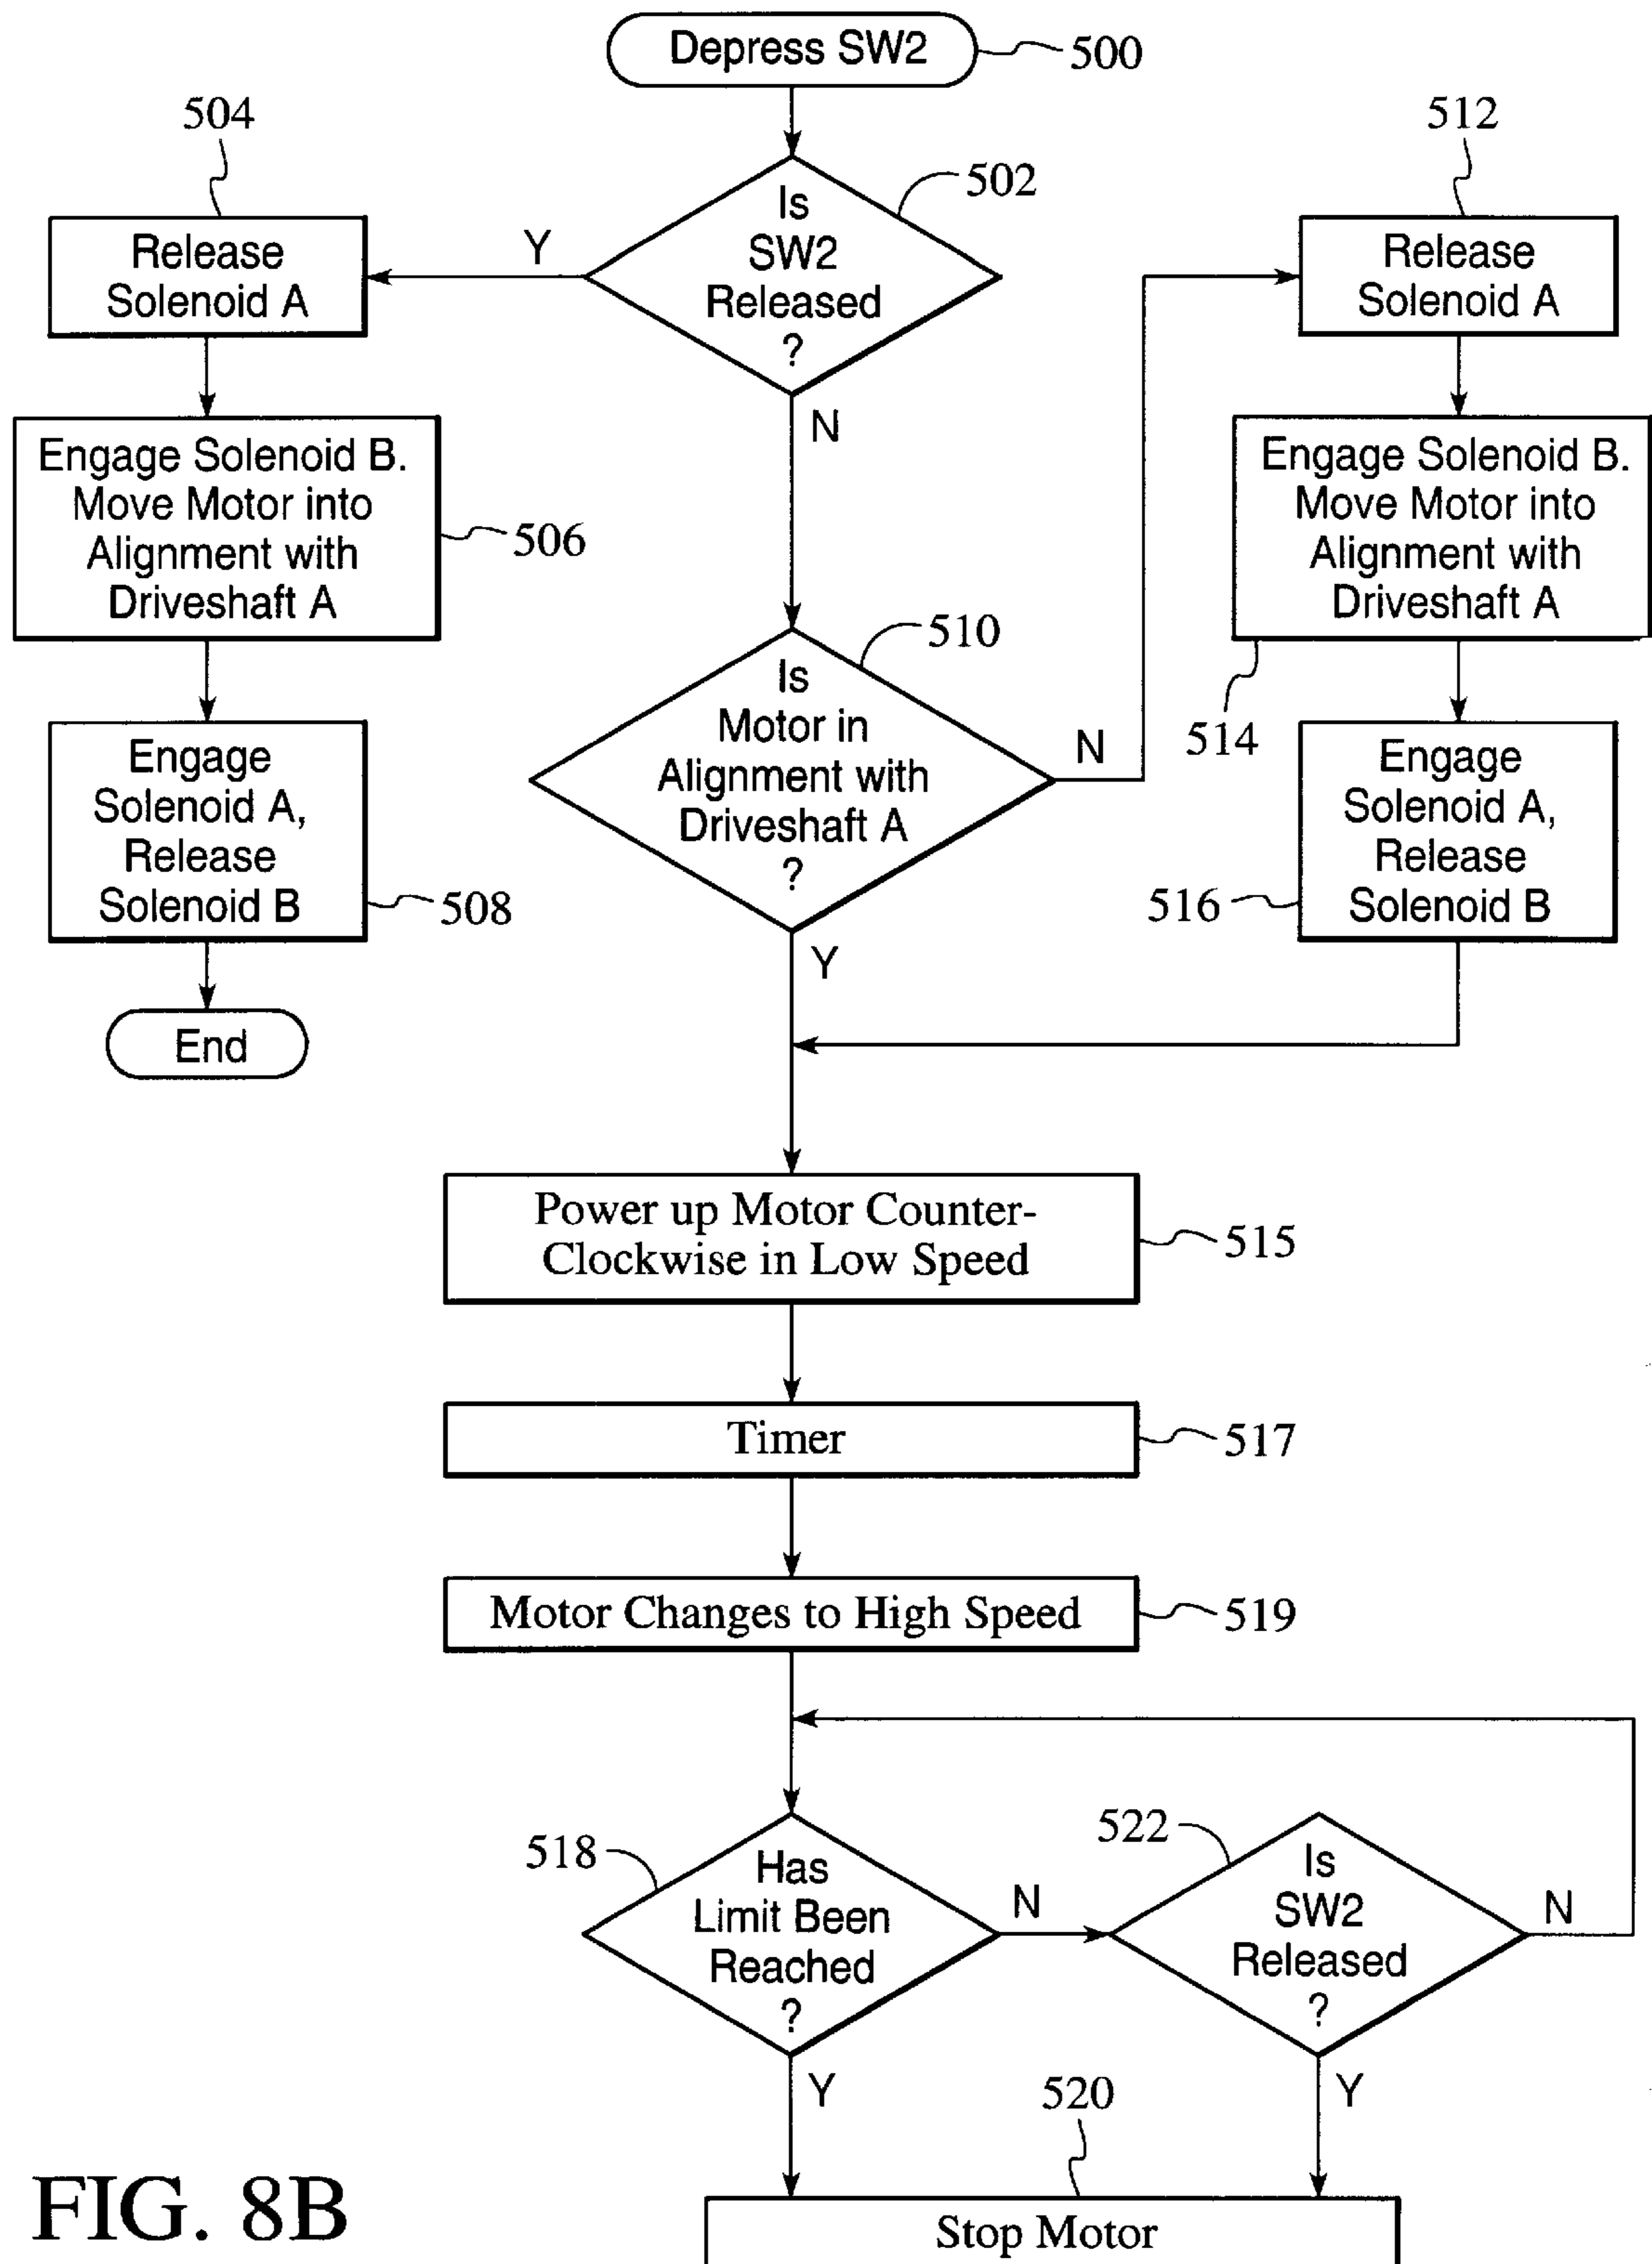 Depress SW2
500
504
512
502
Is
SW2
Released
?
Y
N
Release
Solenoid A
Release
Solenoid A
Engage Solenoid B.
Move Motor into
Alignment with
Driveshaft A
506
Engage Solenoid B.
Move Motor into
Alignment with
Driveshaft A
514
510
Is
Motor in
Alignment with
Driveshaft A
?
N
Y
Engage
Solenoid A,
Release
Solenoid B
508
Engage
Solenoid A,
Release
Solenoid B
516
End
Power up Motor Counter-
Clockwise in Low Speed
515
Timer
517
Motor Changes to High Speed
519
518
Has
Limit Been
Reached
?
N
Y
522
Is
SW2
Released
?
N
Y
520
Stop Motor
FIG. 8B